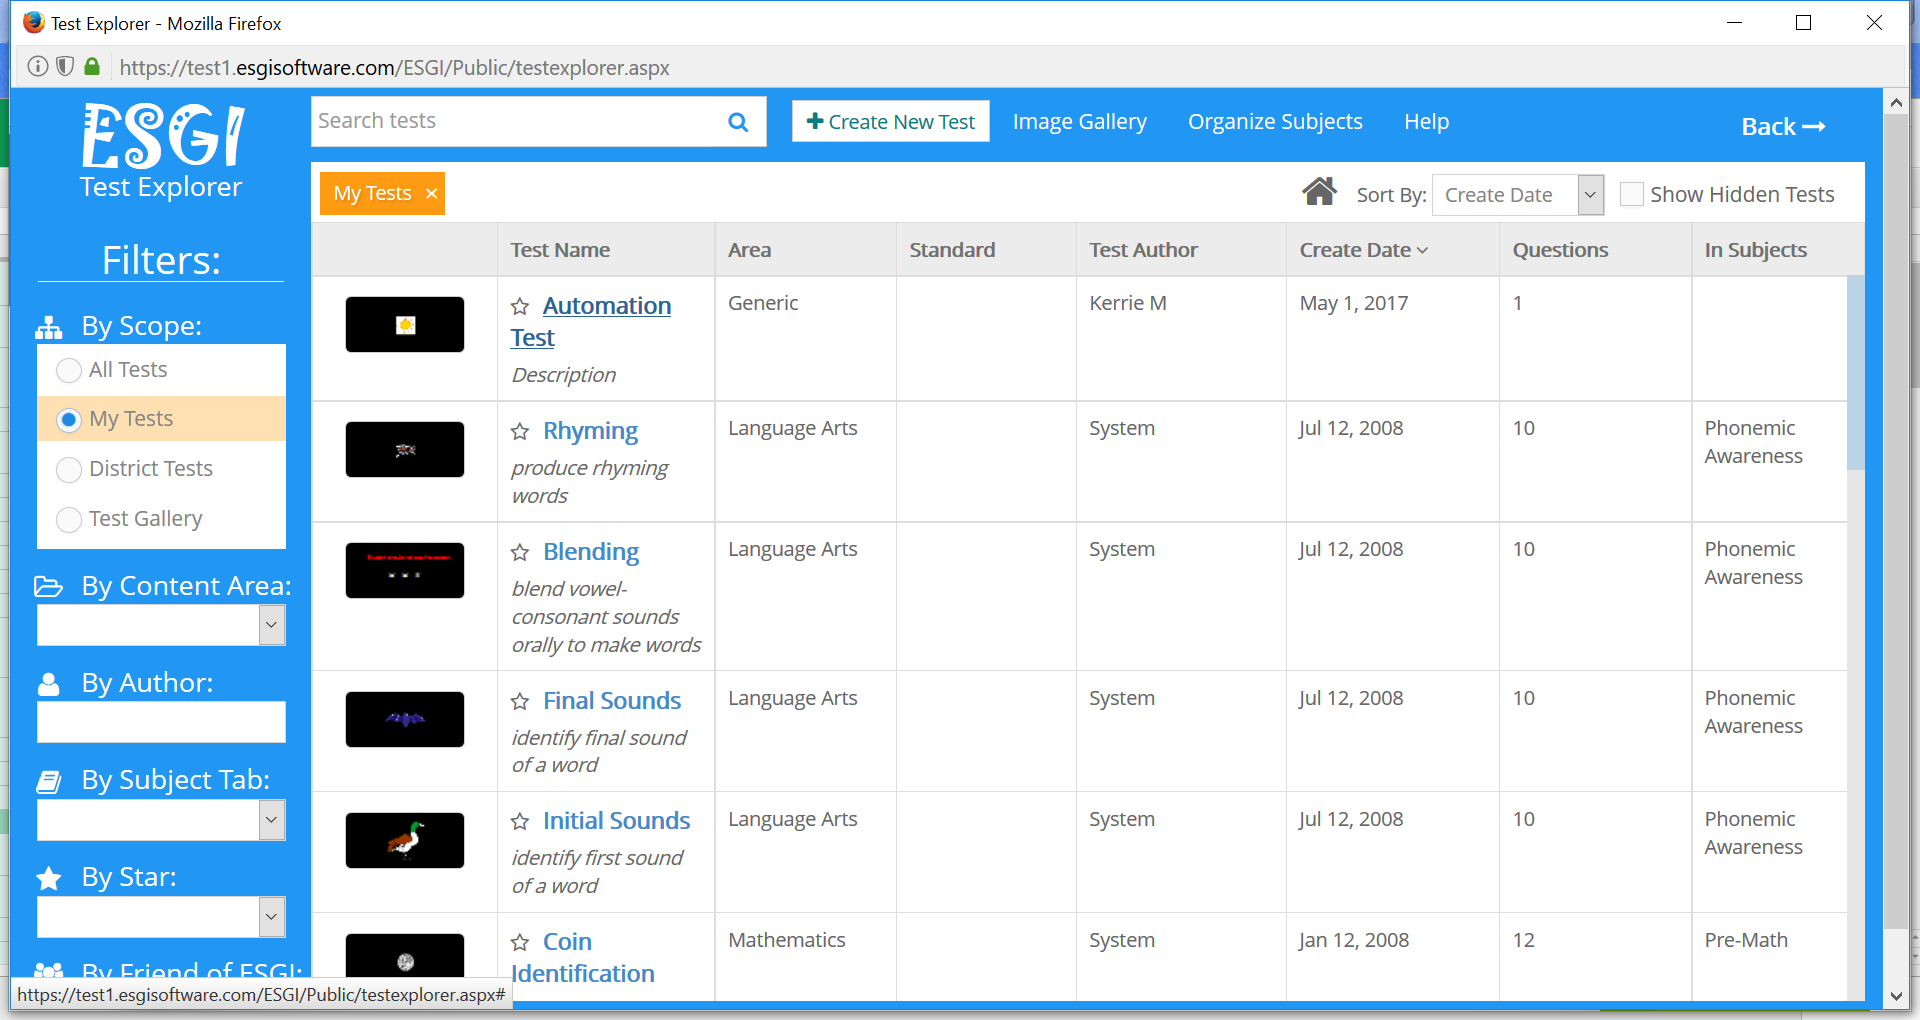 Test Explorer - Mozilla Firefox
https://test1.esgisoftware.com/ESGI/Public/testexplorer.aspx
ESGI
Test Explorer
Search tests
Create New Test
Image Gallery
Organize Subjects
Help
Back
My Tests ×
Sort By:
Create Date
Show Hidden Tests
Filters:
By Scope:
All Tests
My Tests
District Tests
Test Gallery
By Content Area:
By Author:
By Subject Tab:
By Star:
By Friend of ESGI:
Test Name
Area
Standard
Test Author
Create Date
Questions
In Subjects
Automation
Test
Description
Generic
Kerrie M
May 1, 2017
1
Rhyming
produce rhyming
words
Language Arts
System
Jul 12, 2008
10
Phonemic
Awareness
Blending
blend vowel-
consonant sounds
orally to make words
Language Arts
System
Jul 12, 2008
10
Phonemic
Awareness
Final Sounds
identify final sound
of a word
Language Arts
System
Jul 12, 2008
10
Phonemic
Awareness
Initial Sounds
identify first sound
of a word
Language Arts
System
Jul 12, 2008
10
Phonemic
Awareness
Coin
Identification
Mathematics
System
Jan 12, 2008
12
Pre-Math
https://test1.esgisoftware.com/ESGI/Public/testexplorer.aspx#